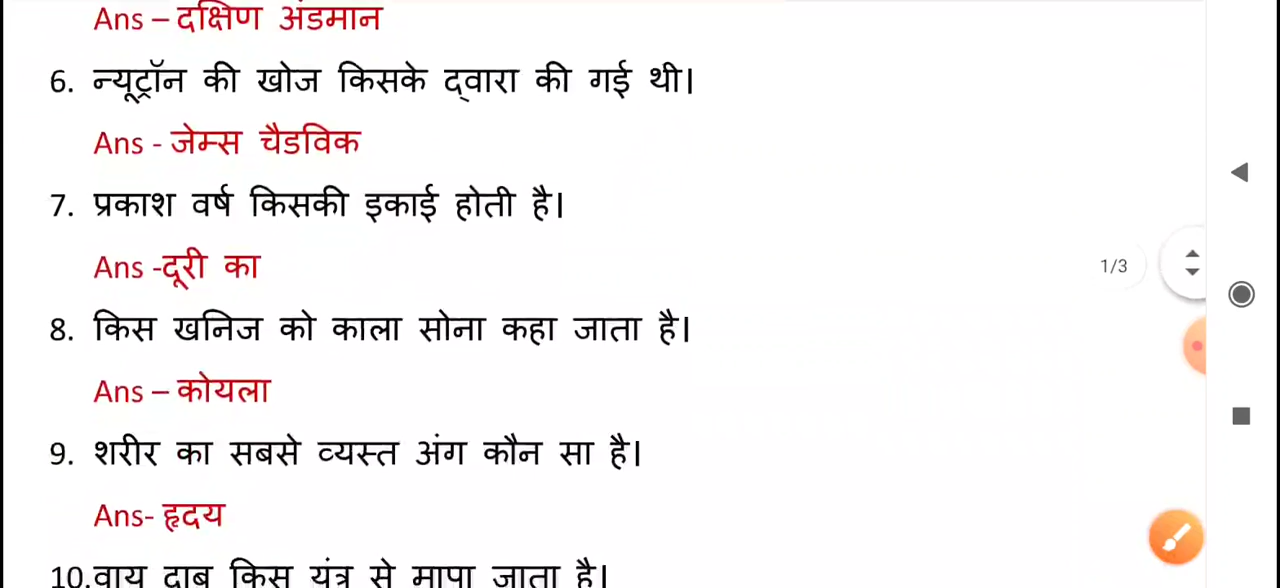 Ans – दक्षिण अंडमान
6. न्यूट्रॉन की खोज किसके द्वारा की गई थी।
Ans - जेम्स चैडविक
7. प्रकाश वर्ष किसकी इकाई होती है।
Ans -दूरी का
1/3
8. किस खनिज को काला सोना कहा जाता है।
Ans – कोयला
9. शरीर का सबसे व्यस्त अंग कौन सा है।
Ans- हृदय
10.वायु दाब किस यंत्र से मापा जाता है।